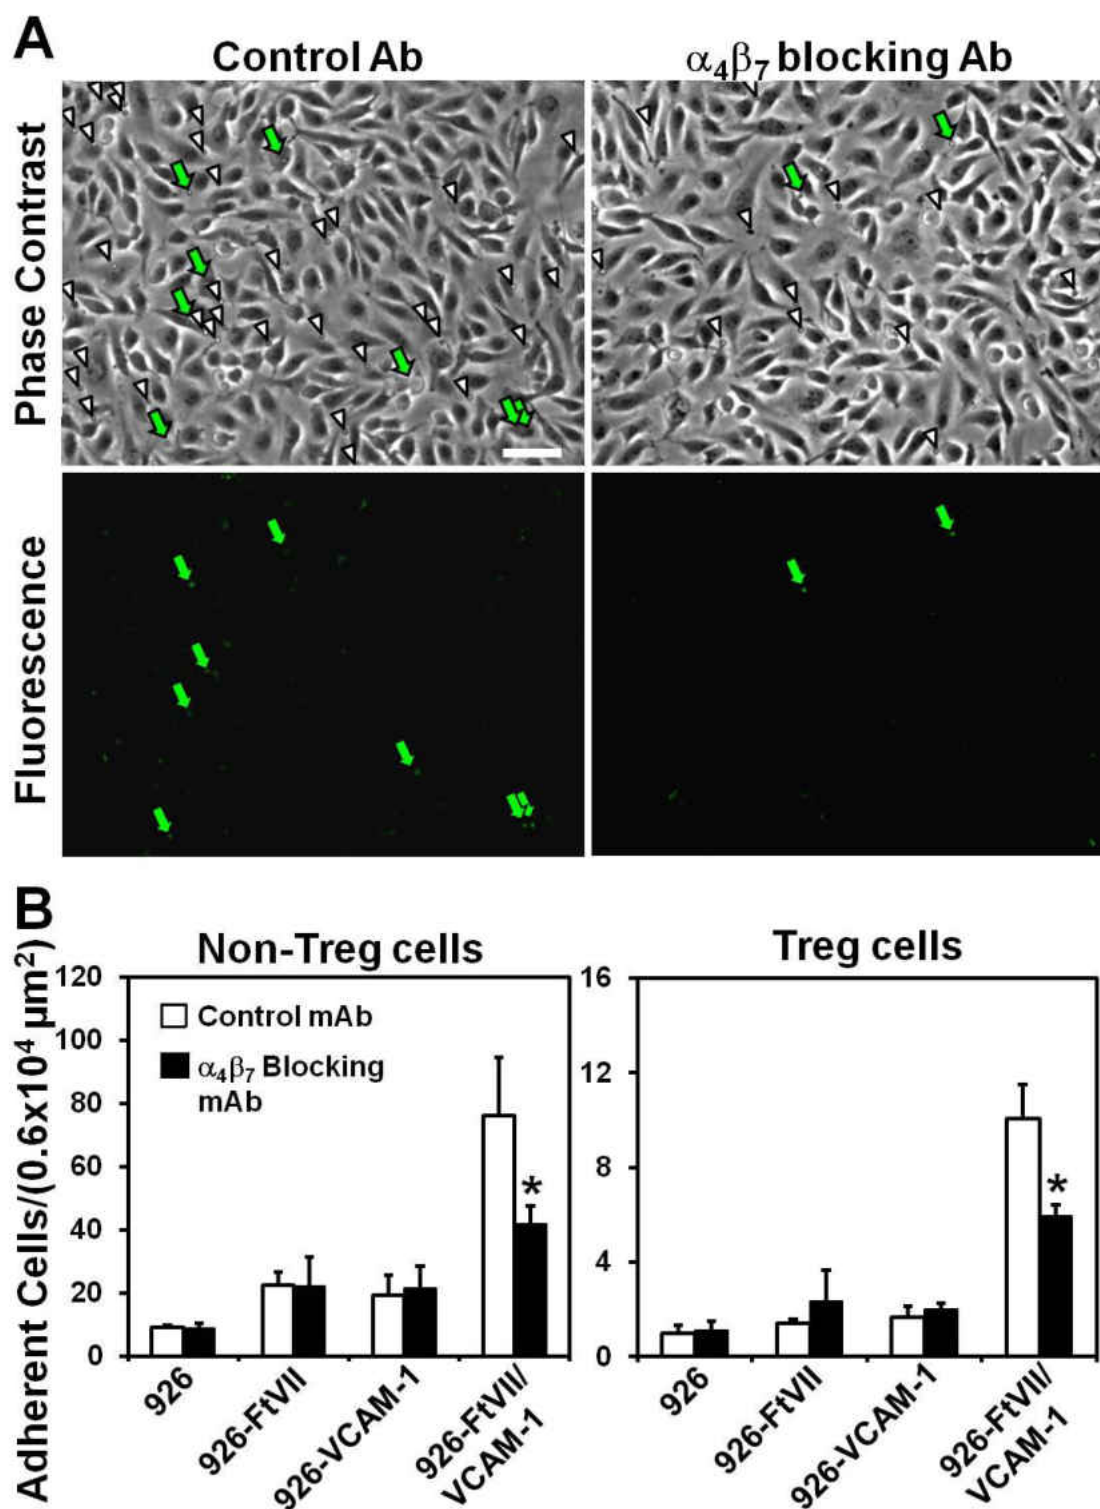 A
Control Ab
α₄β₇ blocking Ab
Phase Contrast
Fluorescence
B
Non-Treg cells
Treg cells
Adherent Cells/(0.6x10⁴ µm²)
120
100
80
60
40
20
0
Control mAb
α₄β₇ Blocking
mAb
16
12
8
4
0
926
926-FtVII
926-VCAM-1
926-FtVII/
VCAM-1
*
926
926-FtVII
926-VCAM-1
926-FtVII/
VCAM-1
*